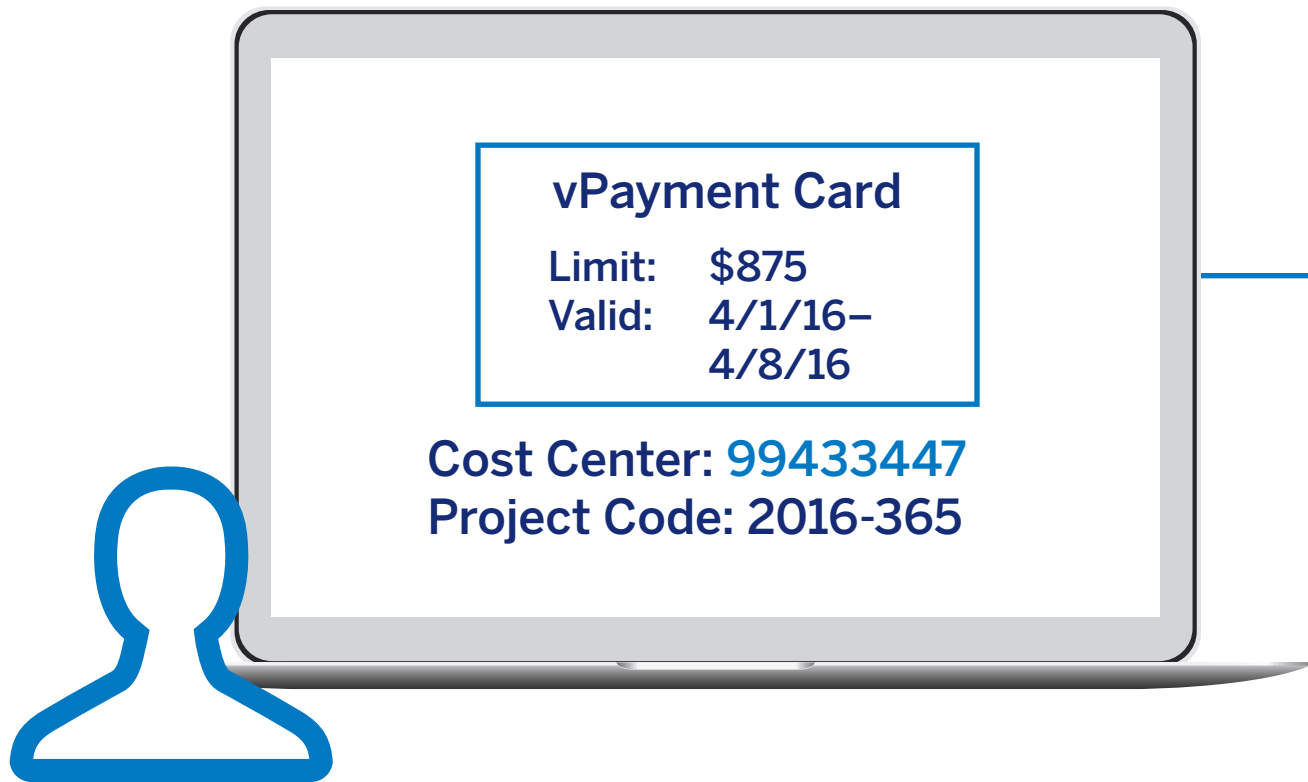 vPayment Card
Limit: $875
Valid: 4/1/16–
4/8/16
Cost Center: 99433447
Project Code: 2016-365